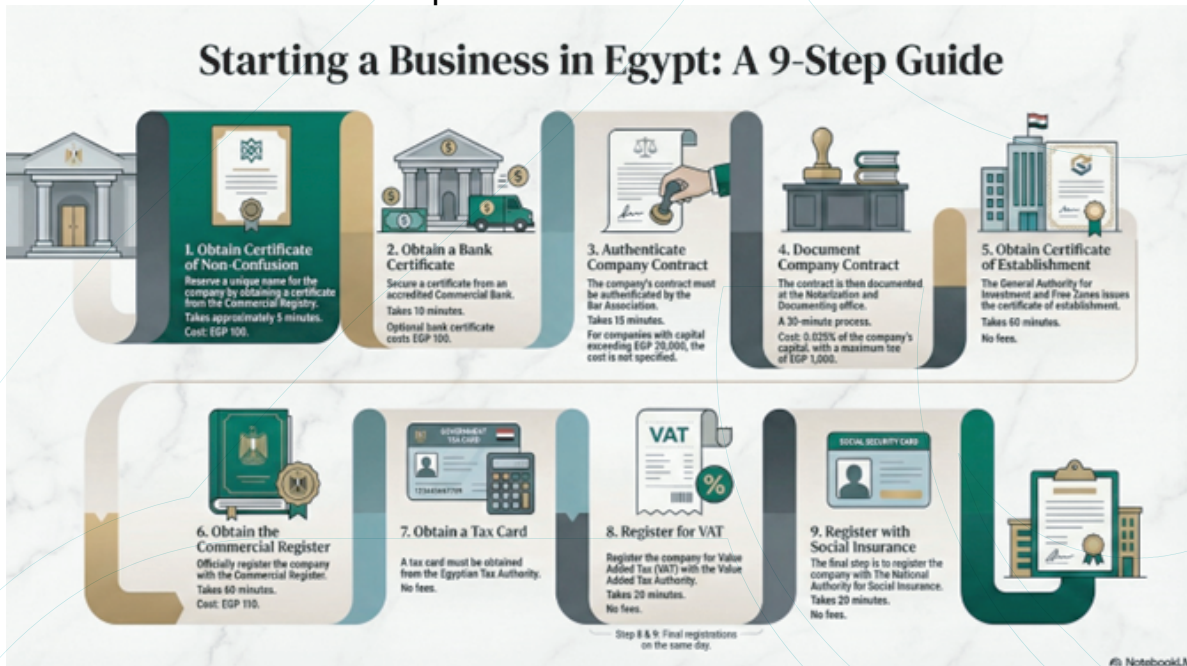 Starting a Business in Egypt: A 9-Step Guide
1. Obtain Certificate
of Non-Confusion
Reserve a unique name for the
company by obtaining a certificate
from the Commercial Registry.
Takes approximately 5 minutes.
Cost: EGP 100.
2. Obtain a Bank
Certificate
Secure a certificate from an
accredited Commercial Bank.
Takes 10 minutes.
Optional bank certificate
costs EGP 100.
3. Authenticate
Company Contract
The company's contract must
be authenticated by the
Bar Association.
Takes 15 minutes.
For companies with capital
exceeding EGP 20,000, the
cost is not specified.
4. Document
Company Contract
The contract is then documented
at the Notarization and
Documenting office.
A 30-minute process.
Cost: 0.025% of the company's
capital, with a maximum fee
of EGP 1,000.
5. Obtain Certificate
of Establishment
The General Authority for
Investment and Free Zones issues
the certificate of establishment.
Takes 60 minutes.
No fees.
6. Obtain the
Commercial Register
Officially register the company
with the Commercial Register.
Takes 60 minutes.
Cost: EGP 110.
GOVERNMENT
7. Obtain a Tax Card
A tax card must be obtained
from the Egyptian Tax Authority.
No fees.
VAT
%
8. Register for VAT
Register the company for Value
Added Tax (VAT) with the Value
Added Tax Authority.
Takes 20 minutes.
No fees.
Step 8 & 9: Final registrations
on the same day.
SOCIAL SECURITY CARD
9. Register with
Social Insurance
The final step is to register the
company with The National
Authority for Social Insurance.
Takes 20 minutes.
No fees.